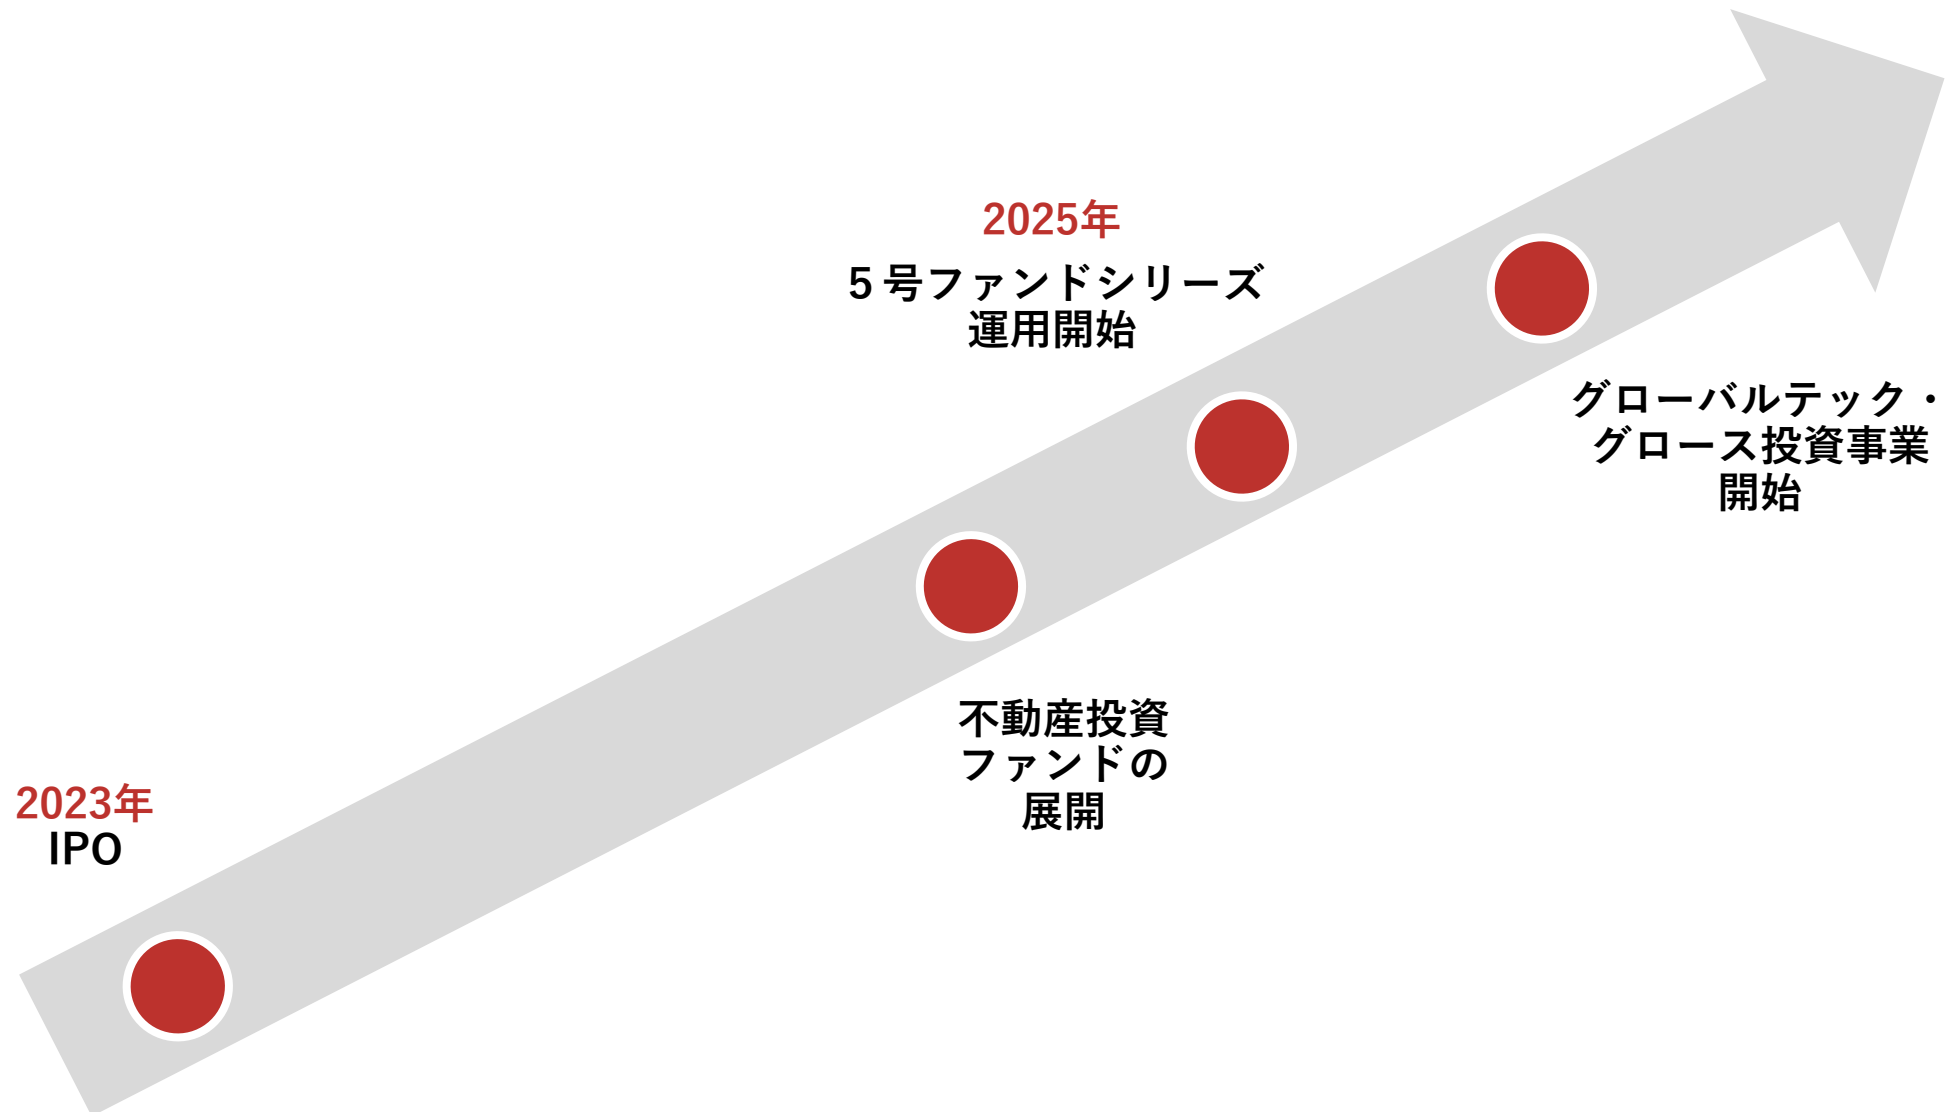 2023年
IPO
不動産投資
ファンドの
展開
2025年
5号ファンドシリーズ
運用開始
グローバルテック・
グロース投資事業
開始